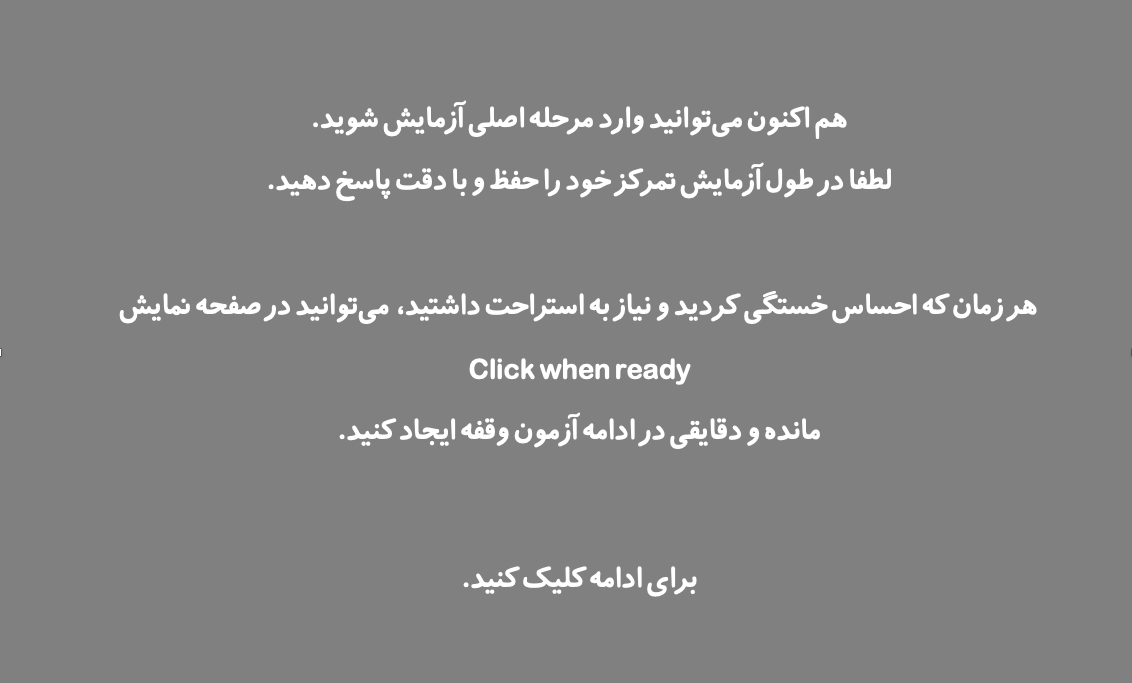 هم اکنون می‌توانید وارد مرحله اصلی آزمایش شوید.
لطفا در طول آزمایش تمرکز خود را حفظ و با دقت پاسخ دهید.
هر زمان که احساس خستگی کردید و نیاز به استراحت داشتید، می‌توانید در صفحه نمایش
Click when ready
مانده و دقایقی در ادامه آزمون وقفه ایجاد کنید.
برای ادامه کلیک کنید.